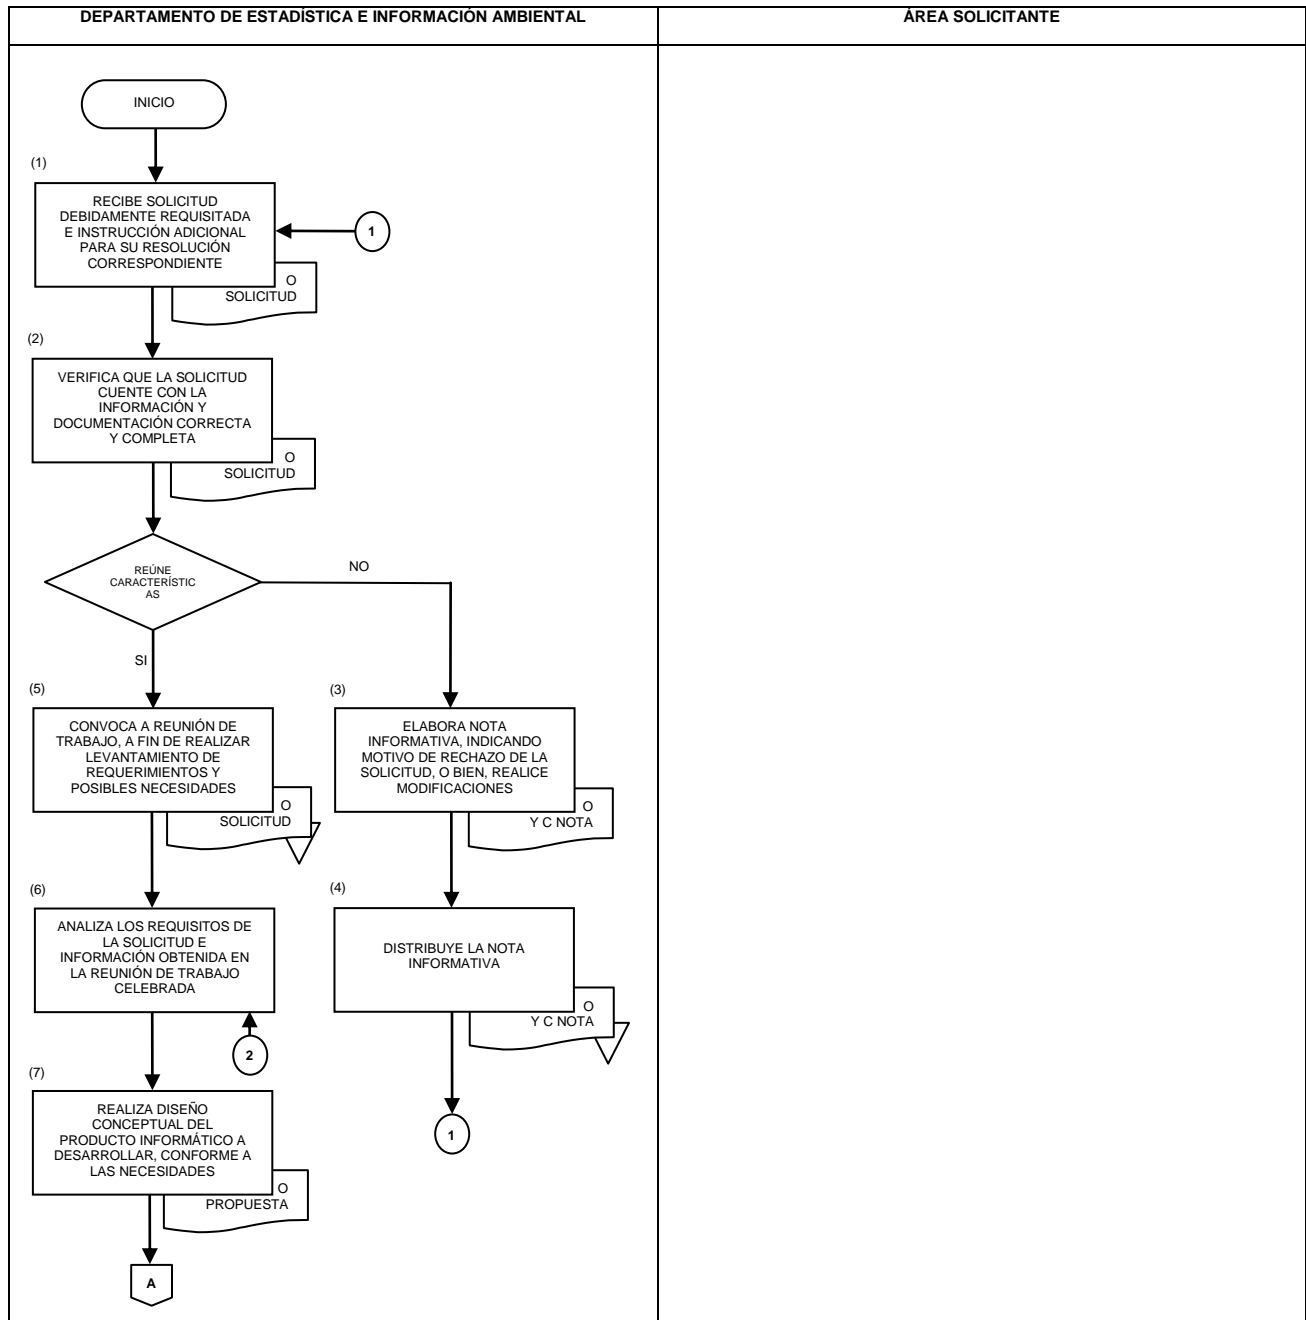 DEPARTAMENTO DE ESTADÍSTICA E INFORMACIÓN AMBIENTAL
ÁREA SOLICITANTE
INICIO
(1)
RECIBE SOLICITUD
DEBIDAMENTE REQUISITADA
E INSTRUCCIÓN ADICIONAL
PARA SU RESOLUCIÓN
CORRESPONDIENTE
1
O
SOLICITUD
(2)
VERIFICA QUE LA SOLICITUD
CUENTE CON LA
INFORMACIÓN Y
DOCUMENTACIÓN CORRECTA
Y COMPLETA
O
SOLICITUD
REÚNE
CARACTERÍSTIC
AS
NO
SI
(5)
CONVOCA A REUNIÓN DE
TRABAJO, A FIN DE REALIZAR
LEVANTAMIENTO DE
REQUERIMIENTOS Y
POSIBLES NECESIDADES
O
SOLICITUD
(3)
ELABORA NOTA
INFORMATIVA, INDICANDO
MOTIVO DE RECHAZO DE LA
SOLICITUD, O BIEN, REALICE
MODIFICACIONES
O
Y C NOTA
(6)
ANALIZA LOS REQUISITOS DE
LA SOLICITUD E
INFORMACIÓN OBTENIDA EN
LA REUNIÓN DE TRABAJO
CELEBRADA
2
(4)
DISTRIBUYE LA NOTA
INFORMATIVA
O
Y C NOTA
1
(7)
REALIZA DISEÑO
CONCEPTUAL DEL
PRODUCTO INFORMÁTICO A
DESARROLLAR, CONFORME A
LAS NECESIDADES
O
PROPUESTA
A